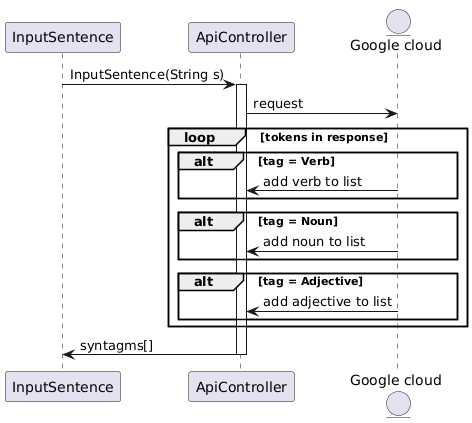 InputSentence
ApiController
Google cloud
InputSentence(String s)
request
loop
[tokens in response]
alt
[tag = Verb]
add verb to list
alt
[tag = Noun]
add noun to list
alt
[tag = Adjective]
add adjective to list
syntagms[]
InputSentence
ApiController
Google cloud